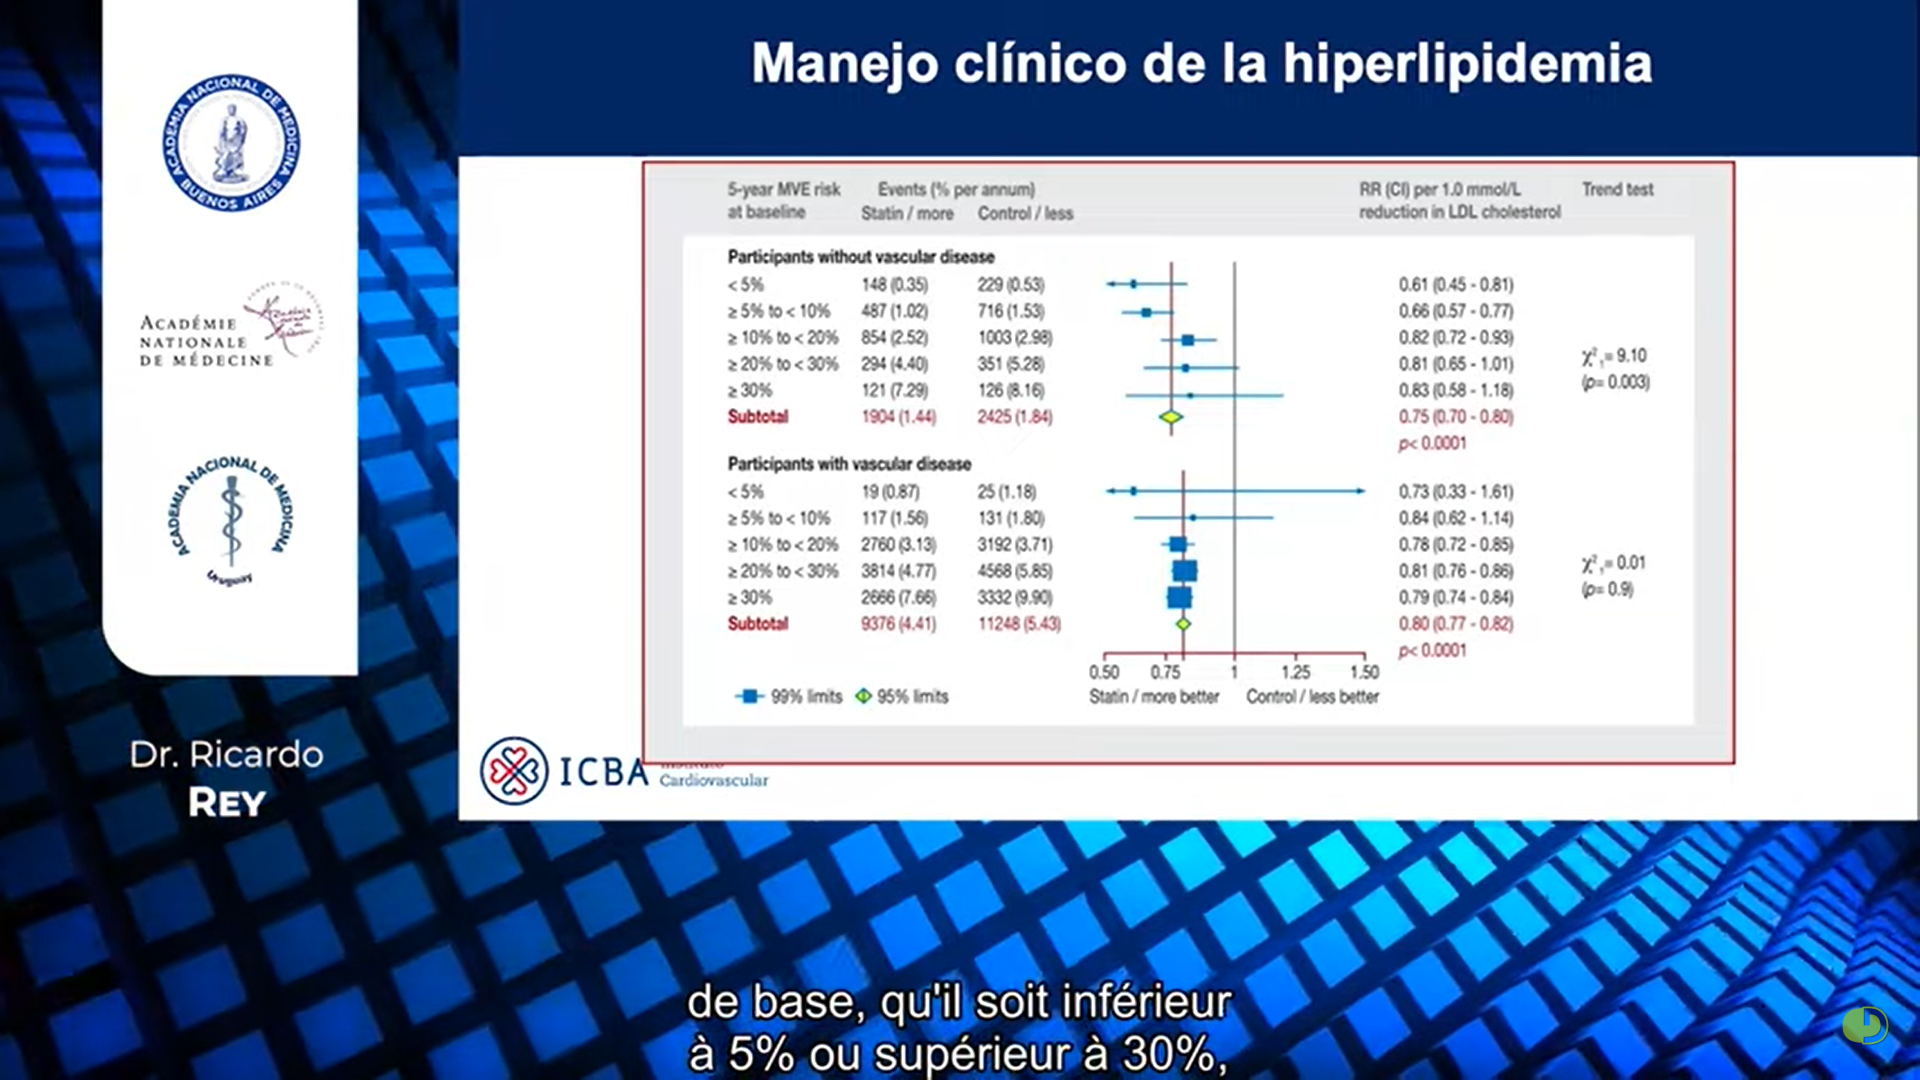 Manejo clínico de la hiperlipidemia
ACADEMIA NACIONAL DE MEDICINA
BUENOS AIRES
ACADÉMIE
NATIONALE
DE MÉDECINE
ACADEMIA NACIONAL DE MEDICINA
Uruguay
Dr. Ricardo
REY
5-year MVE risk Events (% per annum) RR (CI) per 1.0 mmol/L Trend test
at baseline Statin / more Control / less reduction in LDL cholesterol
Participants without vascular disease
< 5% 148 (0.35) 229 (0.53) 0.61 (0.45 - 0.81)
≥ 5% to < 10% 487 (1.02) 716 (1.53) 0.66 (0.57 - 0.77)
≥ 10% to < 20% 854 (2.52) 1003 (2.98) 0.82 (0.72 - 0.93)
χ²₁= 9.10
≥ 20% to < 30% 294 (4.40) 351 (5.28) 0.81 (0.65 - 1.01)
(p= 0.003)
≥ 30% 121 (7.29) 126 (8.16) 0.83 (0.58 - 1.18)
Subtotal 1904 (1.44) 2425 (1.84) 0.75 (0.70 - 0.80)
p< 0.0001
Participants with vascular disease
< 5% 19 (0.87) 25 (1.18) 0.73 (0.33 - 1.61)
≥ 5% to < 10% 117 (1.56) 131 (1.80) 0.84 (0.62 - 1.14)
≥ 10% to < 20% 2760 (3.13) 3192 (3.71) 0.78 (0.72 - 0.85)
χ²₁= 0.01
≥ 20% to < 30% 3814 (4.77) 4568 (5.85) 0.81 (0.76 - 0.86)
(p= 0.9)
≥ 30% 2666 (7.66) 3332 (9.90) 0.79 (0.74 - 0.84)
Subtotal 9376 (4.41) 11248 (5.43) 0.80 (0.77 - 0.82)
p< 0.0001
0.50 0.75 1 1.25 1.50
99% limits 95% limits Statin / more better Control / less better
ICBA
Cardiovascular
de base, qu'il soit inférieur
à 5% ou supérieur à 30%,